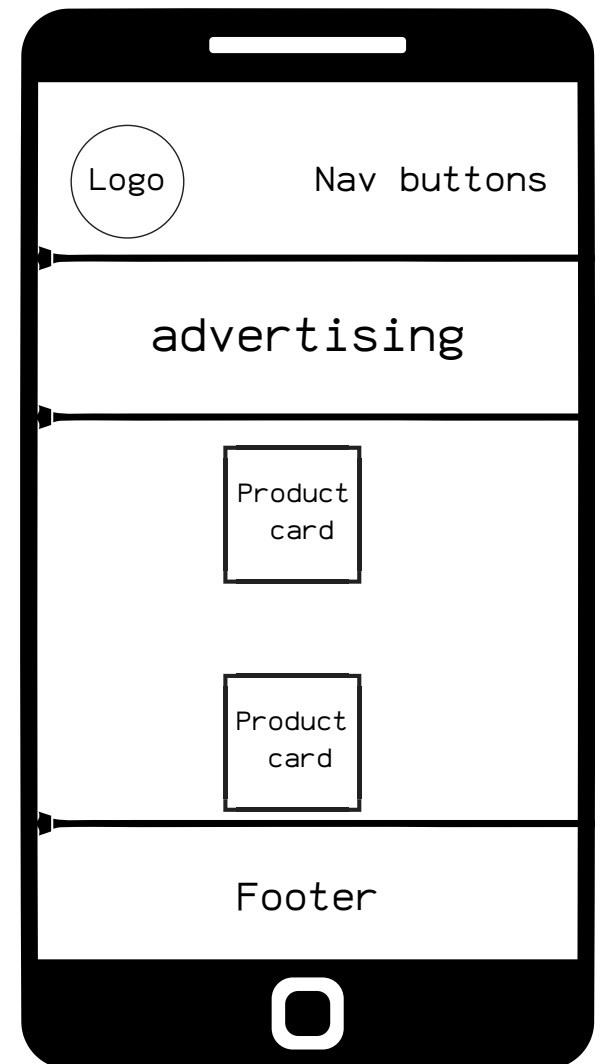 Logo
Nav buttons
advertising
Product
card
Product
card
Footer